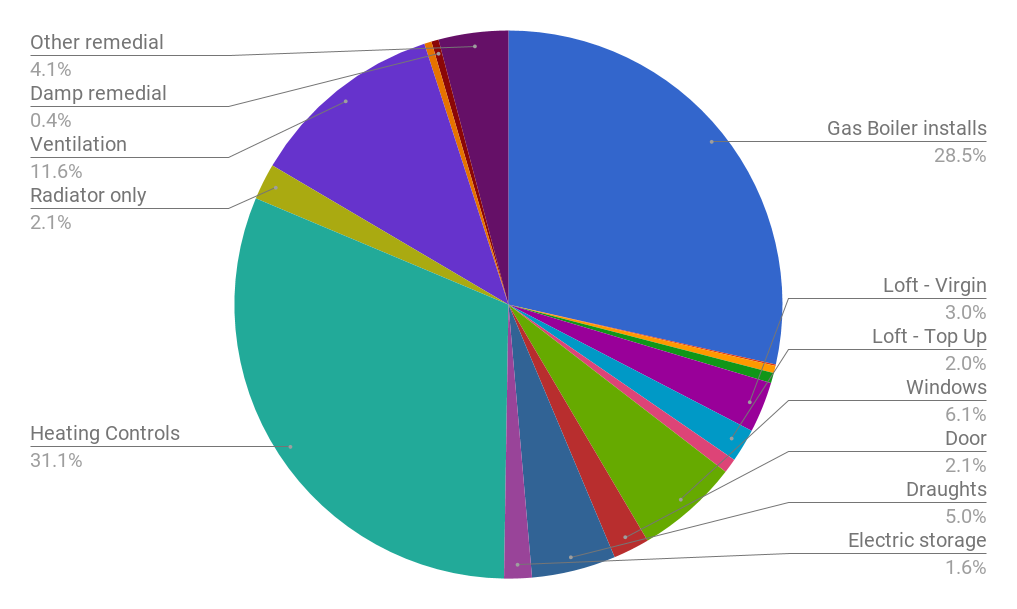 Other remedial
4.1%
Damp remedial
0.4%
Ventilation
11.6%
Radiator only
2.1%
Heating Controls
31.1%
Gas Boiler installs
28.5%
Loft - Virgin
3.0%
Loft - Top Up
2.0%
Windows
6.1%
Door
2.1%
Draughts
5.0%
Electric storage
1.6%